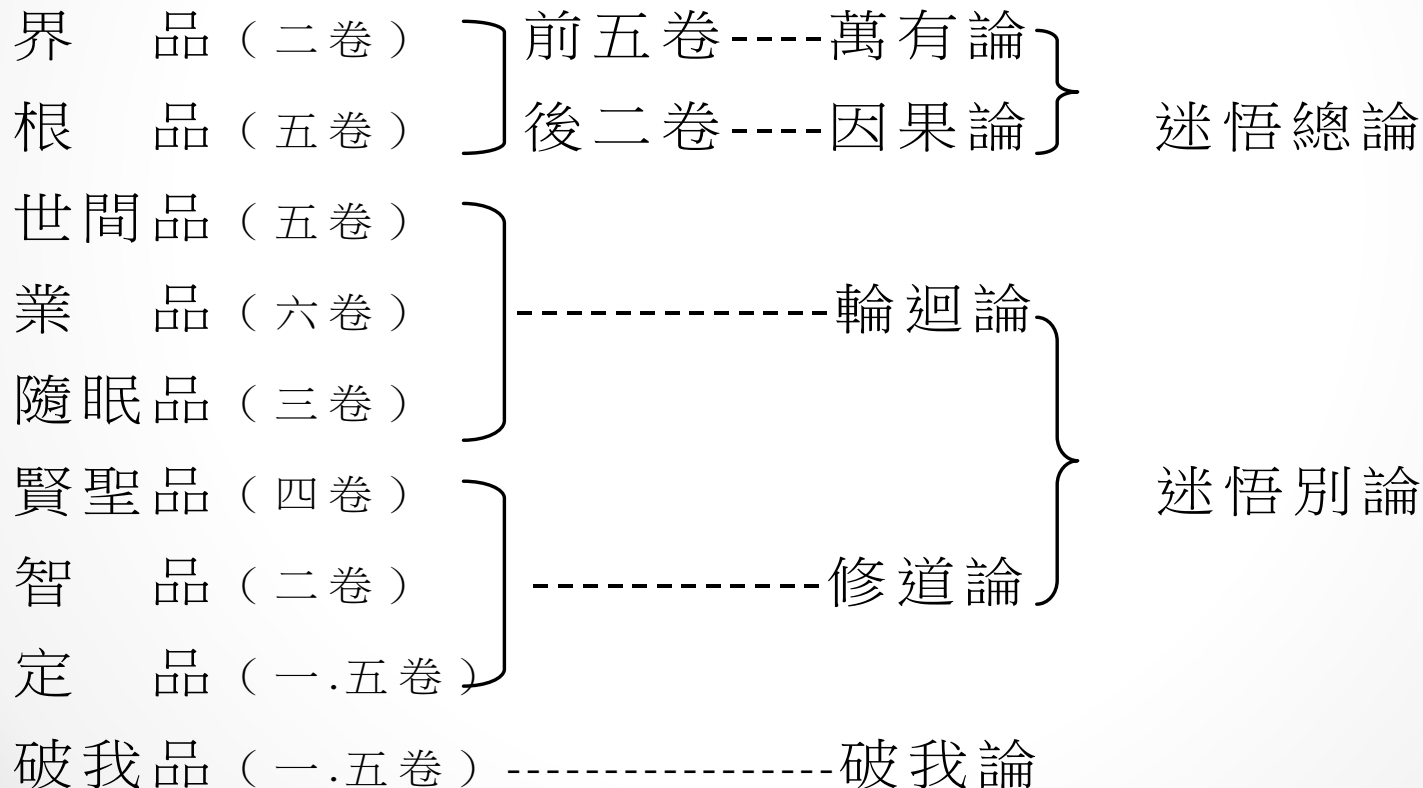 界　品（二卷） 前五卷----萬有論
根　品（五卷） 後二卷----因果論 迷悟總論
世間品（五卷）
業　品（六卷） -------------輪迴論
隨眠品（三卷）
賢聖品（四卷） 迷悟別論
智　品（二卷） ------------修道論
定　品（一.五卷）
破我品（一.五卷）-----------------破我論